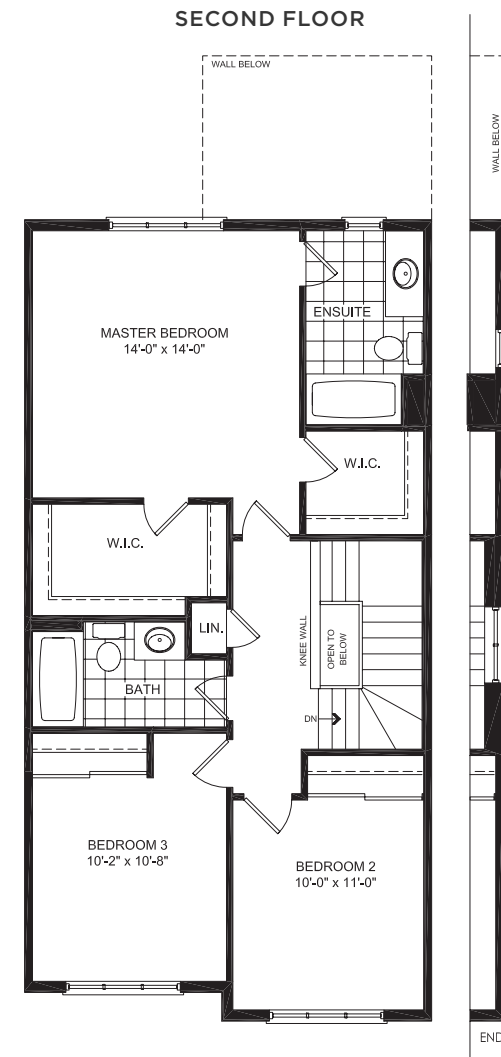 SECOND FLOOR
WALL BELOW
WALL BELOW
ENSUITE
MASTER BEDROOM
14'-0" x 14'-0"
W.I.C.
W.I.C.
LIN.
KNEE WALL
OPEN TO
BELOW
BATH
DN
BEDROOM 3
10'-2" x 10'-8"
BEDROOM 2
10'-0" x 11'-0"
END